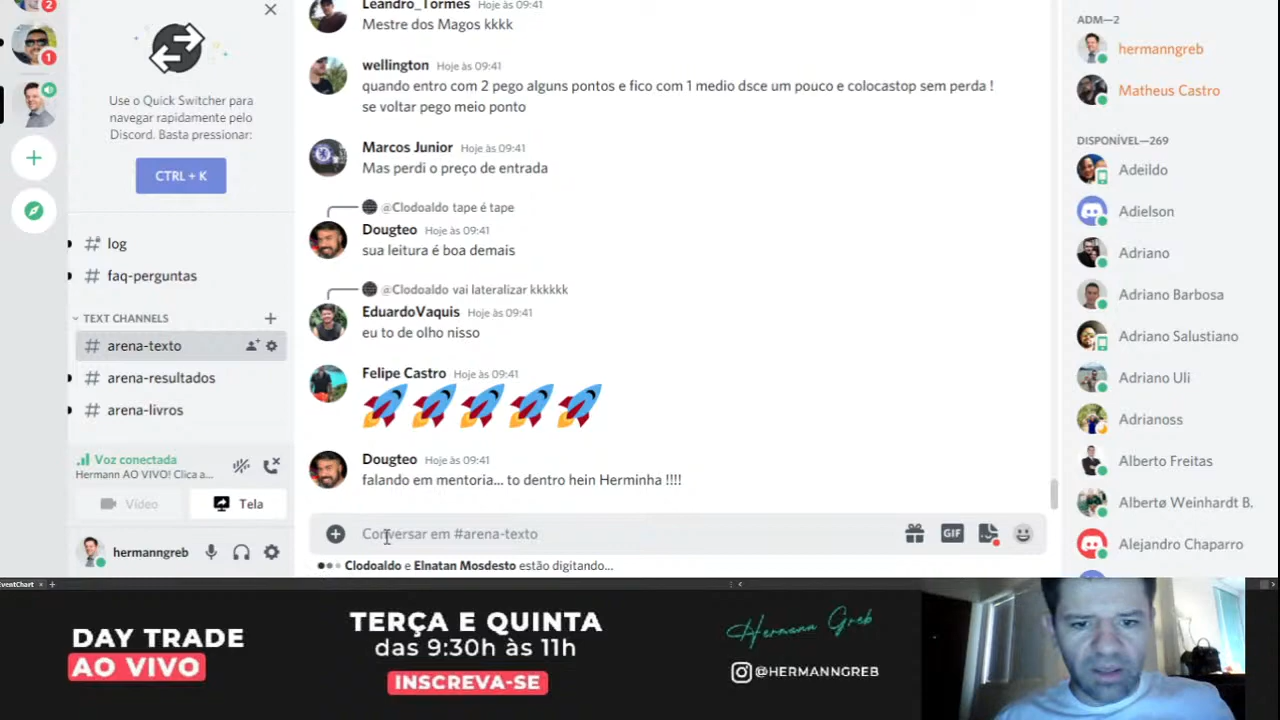 2
1
Use o Quick Switcher para
navegar rapidamente pelo
Discord. Basta pressionar:
CTRL + K
log
faq-perguntas
TEXT CHANNELS
arena-texto
arena-resultados
arena-livros
Voz conectada
Hermann AO VIVO! Clica a...
Vídeo
Tela
hermanngreb
Leandro_Tormes Hoje às 09:41
Mestre dos Magos kkkk
wellington Hoje às 09:41
quando entro com 2 pego alguns pontos e fico com 1 medio dsce um pouco e colocastop sem perda !
se voltar pego meio ponto
Marcos Junior Hoje às 09:41
Mas perdi o preço de entrada
@Clodoaldo tape é tape
Dougteo Hoje às 09:41
sua leitura é boa demais
@Clodoaldo vai lateralizar kkkkkk
EduardoVaquis Hoje às 09:41
eu to de olho nisso
Felipe Castro Hoje às 09:41
Dougteo Hoje às 09:41
falando em mentoria... to dentro hein Herminha !!!!
Conversar em #arena-texto
GIF
Clodoaldo e Elnatan Mosdesto estão digitando...
ADM—2
hermanngreb
Matheus Castro
DISPONÍVEL—269
Adeildo
Adielson
Adriano
Adriano Barbosa
Adriano Salustiano
Adriano Uli
Adrianoss
Alberto Freitas
Albertø Weinhardt B.
Alejandro Chaparro
EventChart
DAY TRADE
AO VIVO
TERÇA E QUINTA
das 9:30h às 11h
INSCREVA-SE
Hermann Greb
@HERMANNGREB